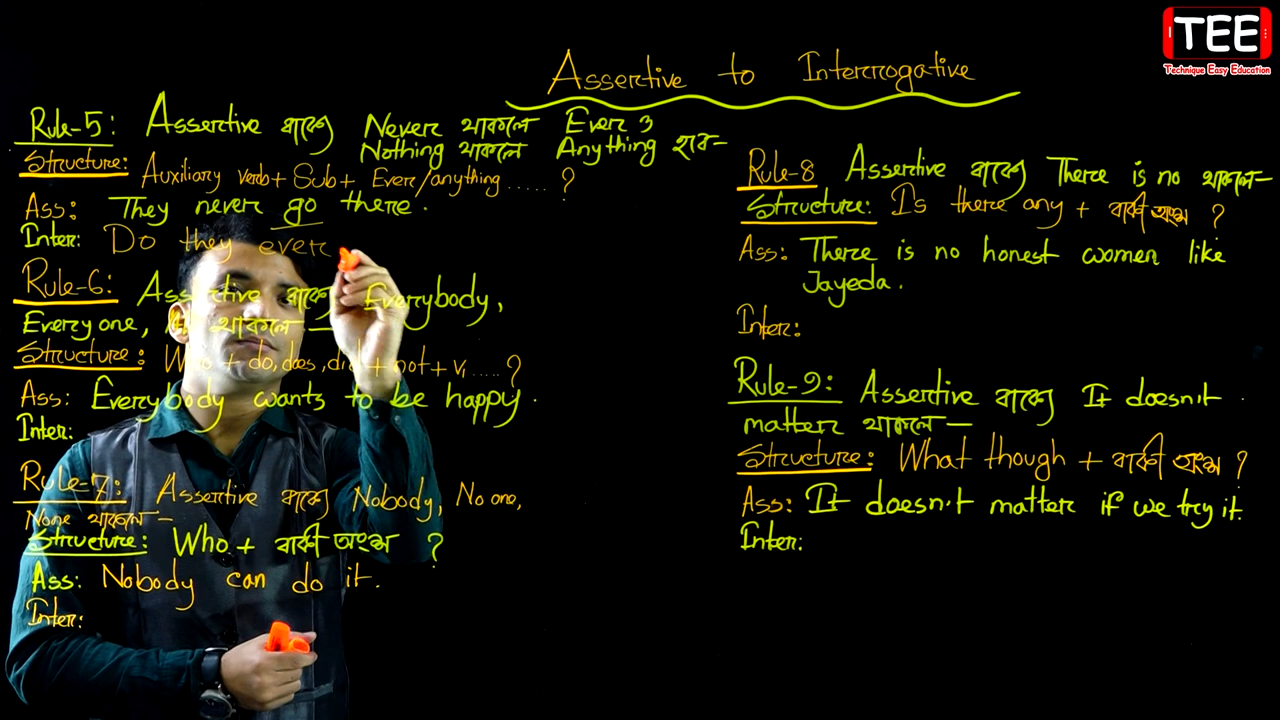 TEE
Technique Easy Education
Assertive to Interrogative
Rule-5: Assertive বাক্যে Never থাকলে Ever ও
Nothing থাকলে Anything হবে-
Structure: Auxiliary verb + Sub + Ever/anything ..... ?
Ass: They never go there.
Inter: Do they ever
Rule-6: Assertive বাক্যে Everybody,
Everyone, All থাকলে —
Structure: Who + do, does, did + not + v₁ ..... ?
Ass: Everybody wants to be happy.
Inter:
Rule-7: Assertive বাক্যে Nobody, No one,
None থাকলে —
Structure: Who + বাকী অংশ ?
Ass: Nobody can do it.
Inter:
Rule-8 Assertive বাক্যে There is no থাকলে-
Structure: Is there any + বাকী অংশ ?
Ass: There is no honest women like
Jayeda.
Inter:
Rule-9: Assertive বাক্যে It doesn't
matter থাকলে —
Structure: What though + বাকী অংশ ?
Ass: It doesn't matter if we try it.
Inter: